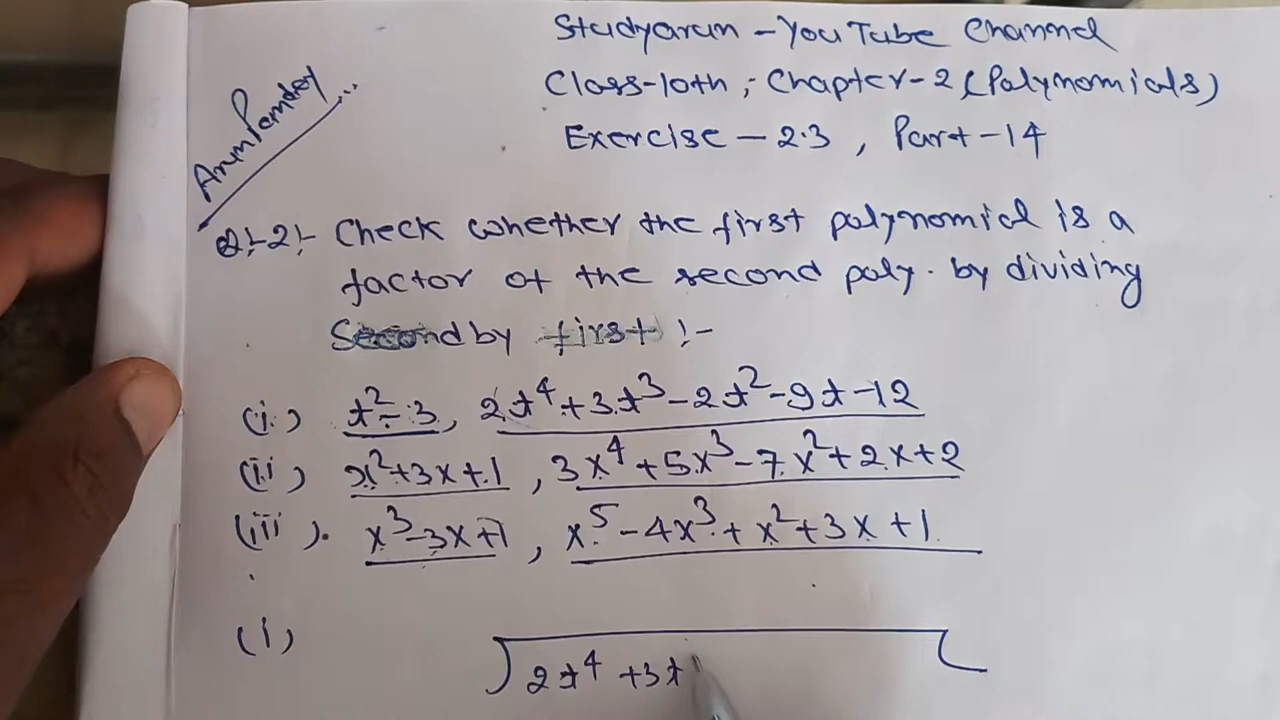 Studyarun - YouTube Channel
Class-10th ; Chapter-2 (Polynomials)
Exercise - 2.3 , Part-14
Arun Pandey...
Q!-2!- Check whether the first polynomial is a
factor of the second poly. by dividing
Second by first :-
(i.) t²-3, 2t⁴+3t³-2t²-9t-12
(ii) x²+3x+1, 3x⁴+5x³-7x²+2x+2
(iii). x³-3x+1, x⁵-4x³+x²+3x+1.
(i)
2t⁴ +3t